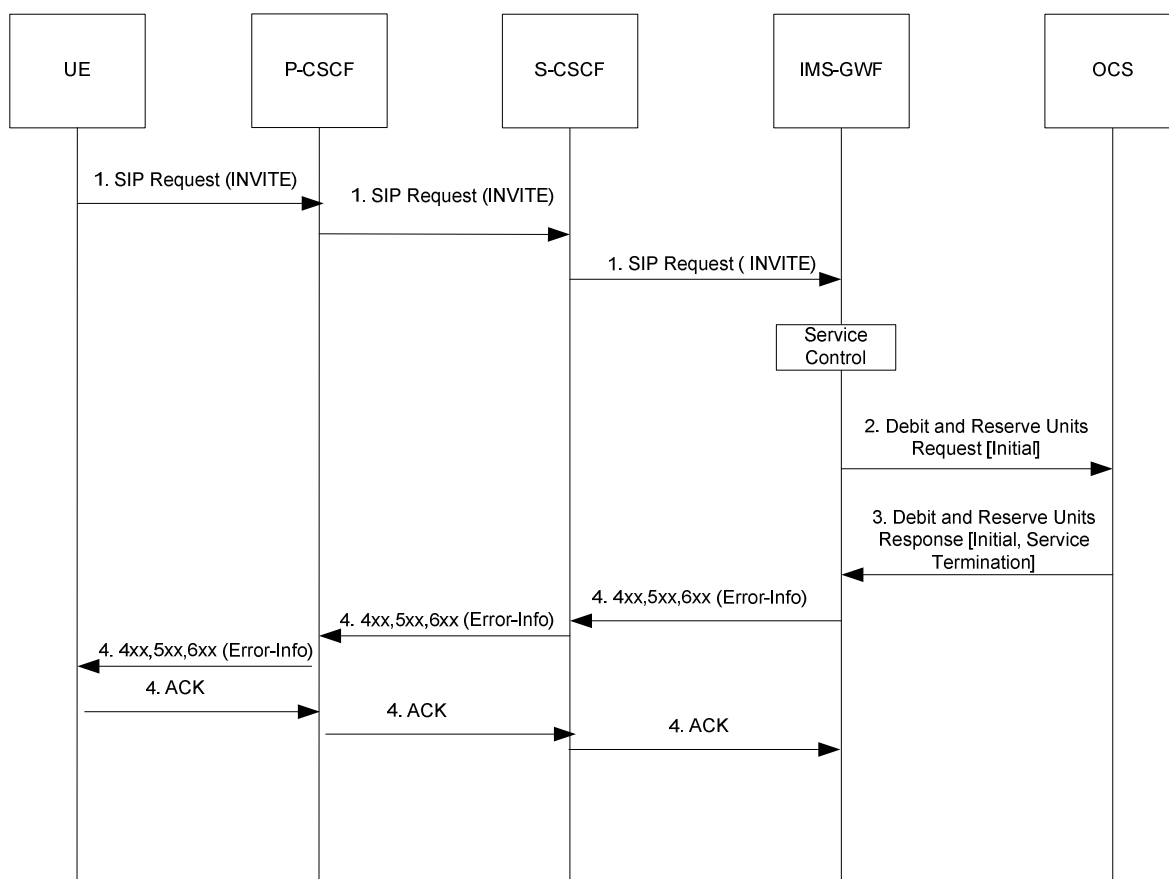 UE
P-CSCF
S-CSCF
IMS-GWF
OCS
1. SIP Request (INVITE)
1. SIP Request (INVITE)
1. SIP Request ( INVITE)
Service
Control
2. Debit and Reserve Units
Request [Initial]
3. Debit and Reserve Units
Response [Initial, Service
Termination]
4. 4xx,5xx,6xx (Error-Info)
4. 4xx,5xx,6xx (Error-Info)
4. 4xx,5xx,6xx (Error-Info)
4. ACK
4. ACK
4. ACK